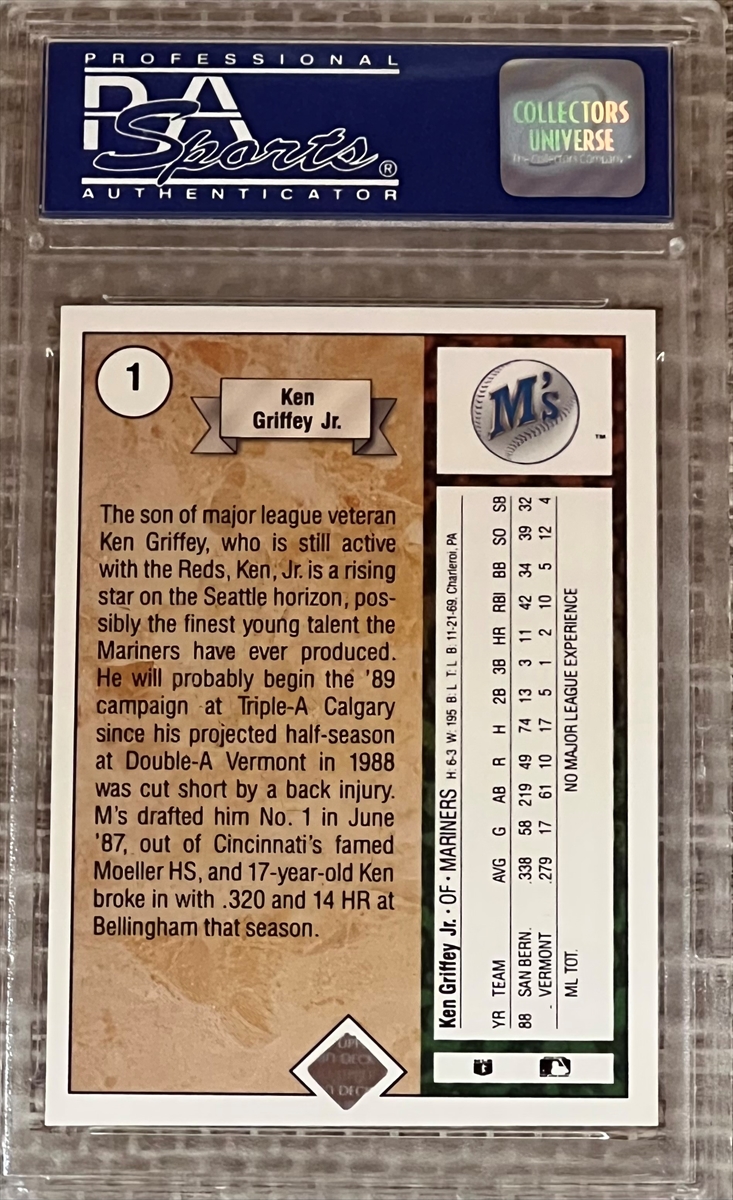 PROFESSIONAL
PSA
Sports®
AUTHENTICATOR
COLLECTORS
UNIVERSE
The Collectors Company™
1
Ken
Griffey Jr.
The son of major league veteran
Ken Griffey, who is still active
with the Reds, Ken, Jr. is a rising
star on the Seattle horizon, pos-
sibly the finest young talent the
Mariners have ever produced.
He will probably begin the '89
campaign at Triple-A Calgary
since his projected half-season
at Double-A Vermont in 1988
was cut short by a back injury.
M's drafted him No. 1 in June
'87, out of Cincinnati's famed
Moeller HS, and 17-year-old Ken
broke in with .320 and 14 HR at
Bellingham that season.
M's
™
Ken Griffey Jr. • OF • MARINERS H: 6-3 W: 195 B: L T: L B: 11-21-69, Charleroi, PA
YR TEAM AVG G AB R H 2B 3B HR RBI BB SO SB
88 SAN BERN. .338 58 219 49 74 13 3 11 42 34 39 32
VERMONT .279 17 61 10 17 5 1 2 10 5 12 4
ML TOT. NO MAJOR LEAGUE EXPERIENCE